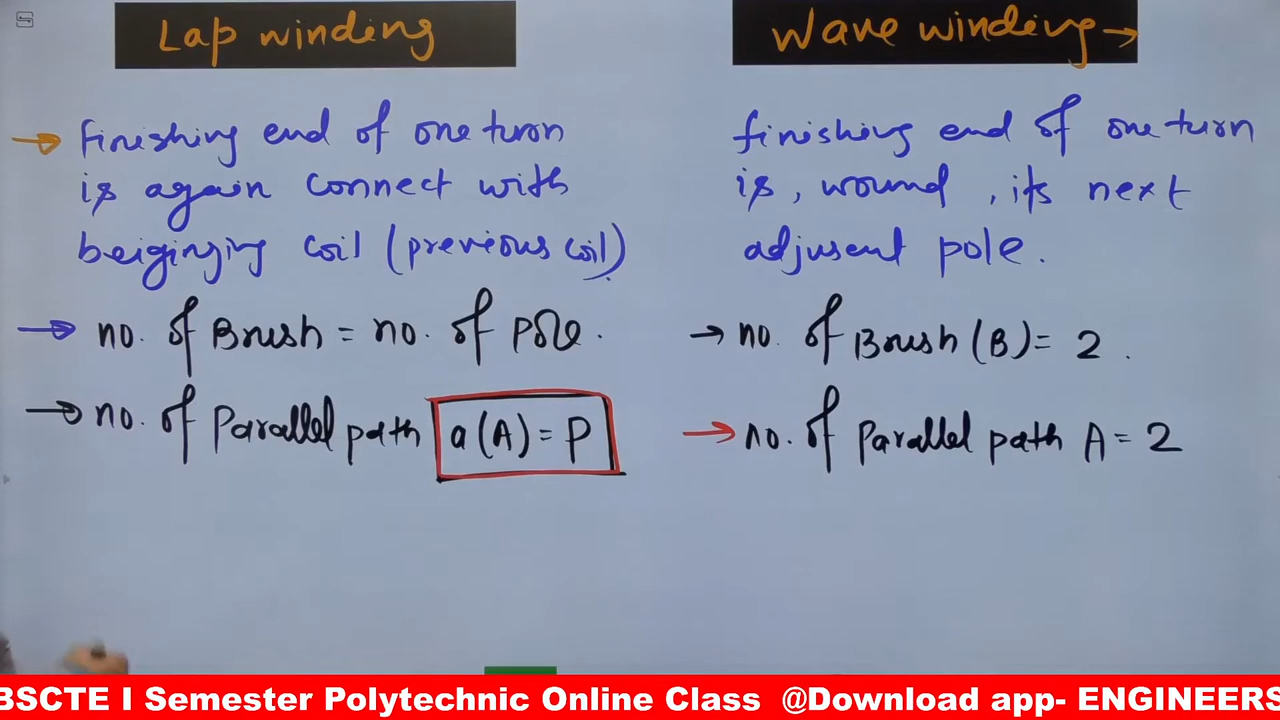 Lap winding
Finishing end of one turn
is again connect with
beiginging coil (previous coil)
→ no. of Brush = no. of pole.
→ no. of Parallel path a(A) = P
Wave winding →
finishing end of one turn
is, wound, its next
adjusent pole.
→ no. of Brush (B) = 2.
→ no. of Parallel path A = 2
BSCTE I Semester Polytechnic Online Class @Download app- ENGINEERS